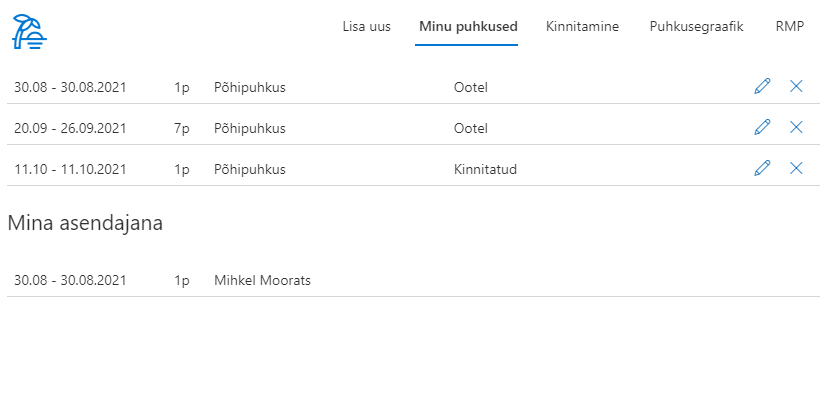 Lisa uus Minu puhkused Kinnitamine Puhkusegraafik RMP
30.08 - 30.08.2021 1p Põhipuhkus Ootel
20.09 - 26.09.2021 7p Põhipuhkus Ootel
11.10 - 11.10.2021 1p Põhipuhkus Kinnitatud
Mina asendajana
30.08 - 30.08.2021 1p Mihkel Moorats